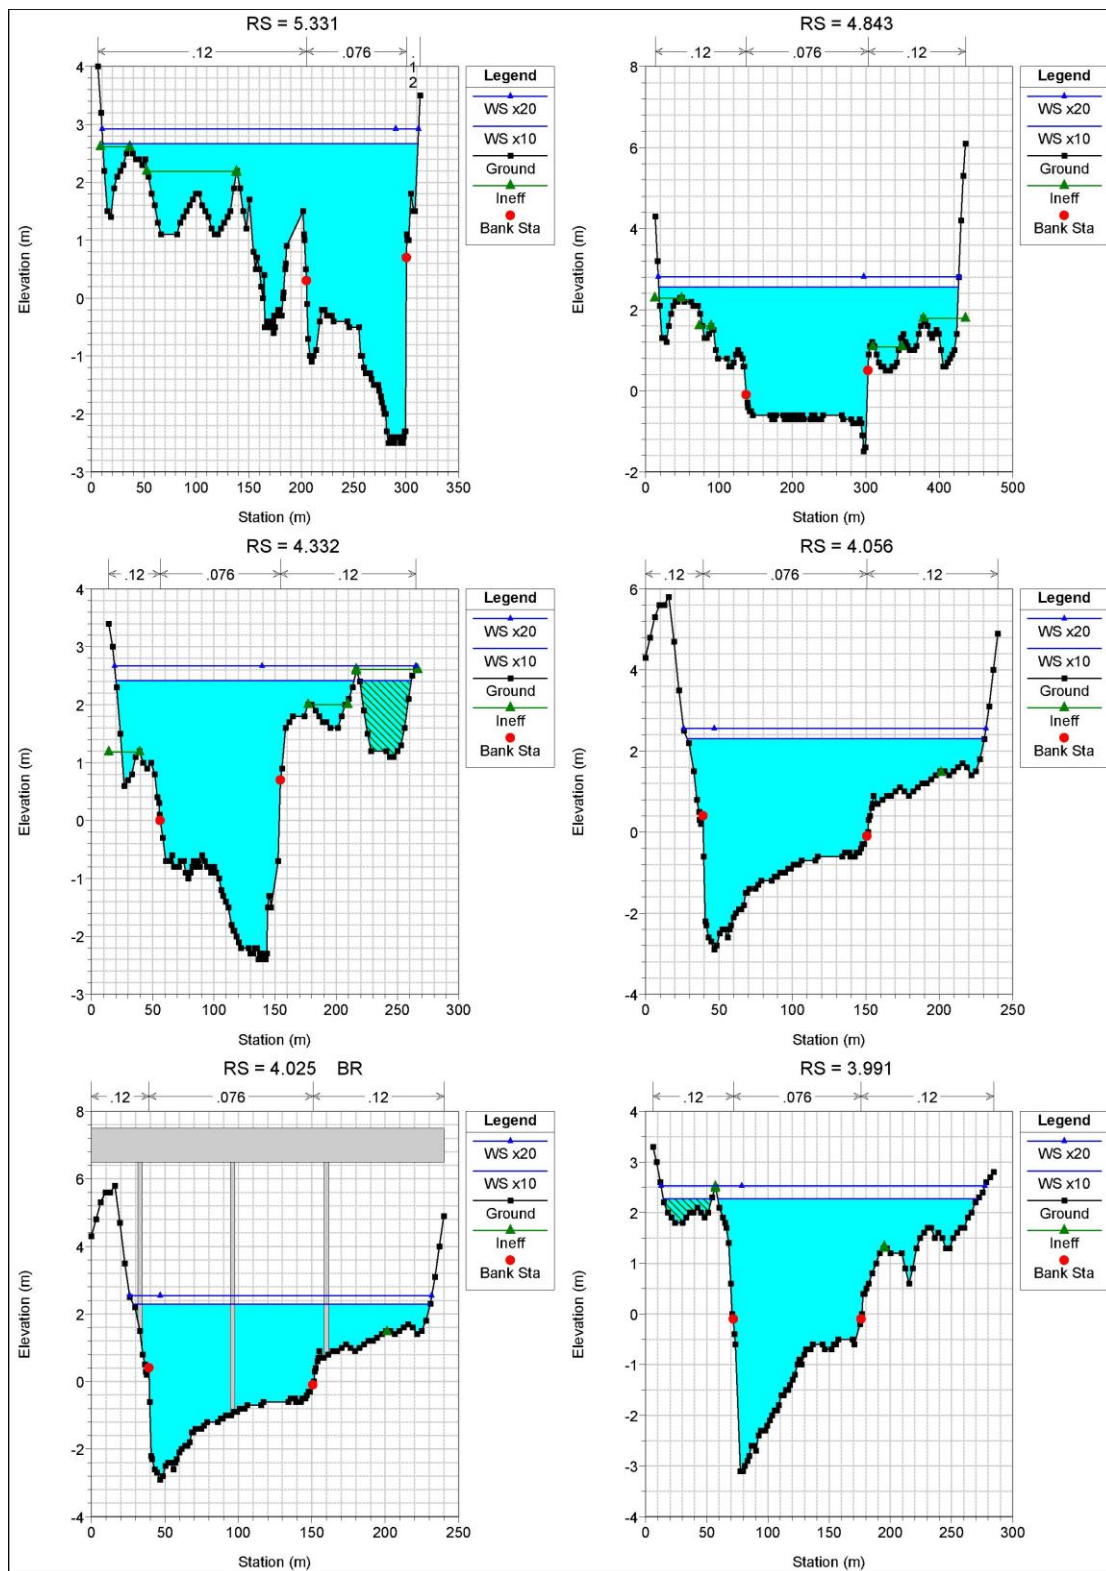 RS = 5.331
.12 .076 .12
Elevation (m)
4
3
2
1
0
-1
-2
-3
0 50 100 150 200 250 300 350
Station (m)
Legend
WS x20
WS x10
Ground
Ineff
Bank Sta
RS = 4.843
.12 .076 .12
Elevation (m)
8
6
4
2
0
-2
0 100 200 300 400 500
Station (m)
Legend
WS x20
WS x10
Ground
Ineff
Bank Sta
RS = 4.332
.12 .076 .12
Elevation (m)
4
3
2
1
0
-1
-2
-3
0 50 100 150 200 250 300
Station (m)
Legend
WS x20
WS x10
Ground
Ineff
Bank Sta
RS = 4.056
.12 .076 .12
Elevation (m)
6
4
2
0
-2
-4
0 50 100 150 200 250
Station (m)
Legend
WS x20
WS x10
Ground
Ineff
Bank Sta
RS = 4.025 BR
.12 .076 .12
Elevation (m)
8
6
4
2
0
-2
-4
0 50 100 150 200 250
Station (m)
Legend
WS x20
WS x10
Ground
Ineff
Bank Sta
RS = 3.991
.12 .076 .12
Elevation (m)
4
3
2
1
0
-1
-2
-3
-4
0 50 100 150 200 250 300
Station (m)
Legend
WS x20
WS x10
Ground
Ineff
Bank Sta